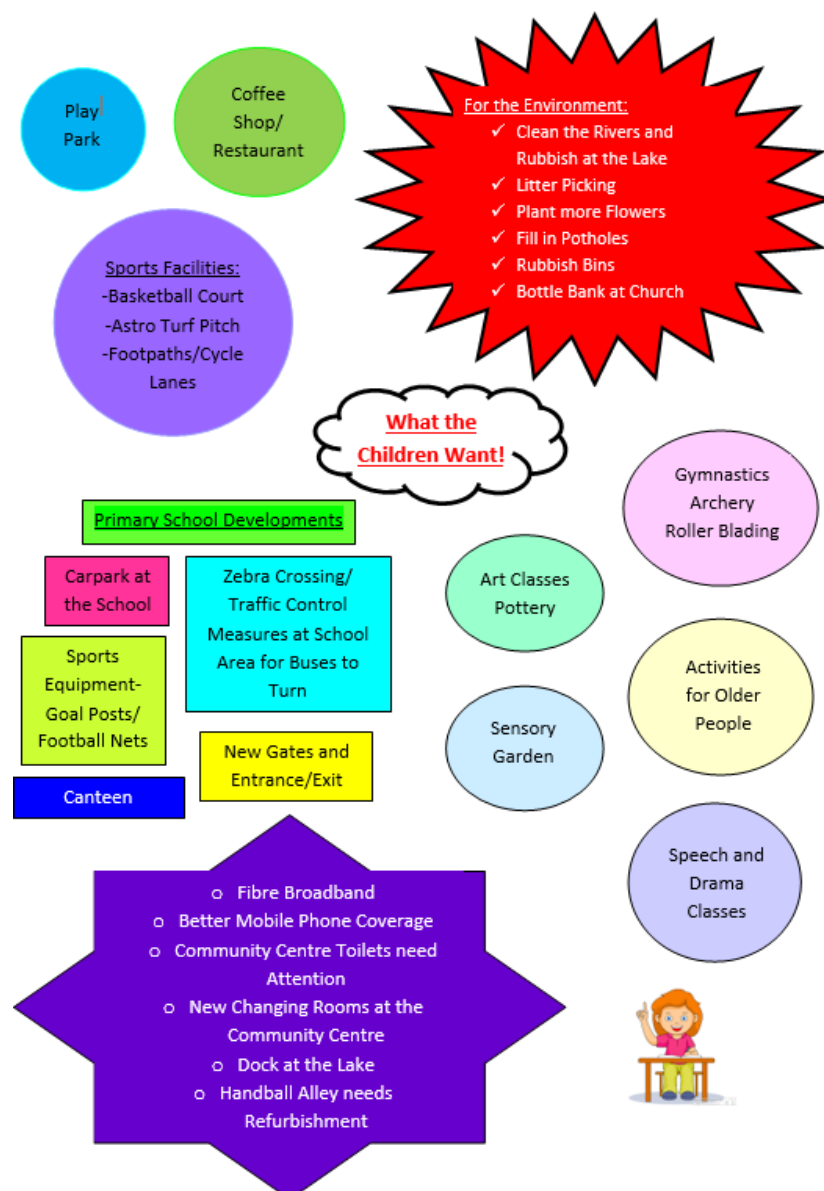 Play
Park
Coffee
Shop/
Restaurant
For the Environment:
✓ Clean the Rivers and
Rubbish at the Lake
✓ Litter Picking
✓ Plant more Flowers
✓ Fill in Potholes
✓ Rubbish Bins
✓ Bottle Bank at Church
Sports Facilities:
-Basketball Court
-Astro Turf Pitch
-Footpaths/Cycle
Lanes
What the
Children Want!
Gymnastics
Archery
Roller Blading
Primary School Developments
Carpark at
the School
Zebra Crossing/
Traffic Control
Measures at School
Area for Buses to
Turn
Art Classes
Pottery
Sports
Equipment-
Goal Posts/
Football Nets
Activities
for Older
People
Sensory
Garden
New Gates and
Entrance/Exit
Canteen
Speech and
Drama
Classes
o Fibre Broadband
o Better Mobile Phone Coverage
o Community Centre Toilets need
Attention
o New Changing Rooms at the
Community Centre
o Dock at the Lake
o Handball Alley needs
Refurbishment